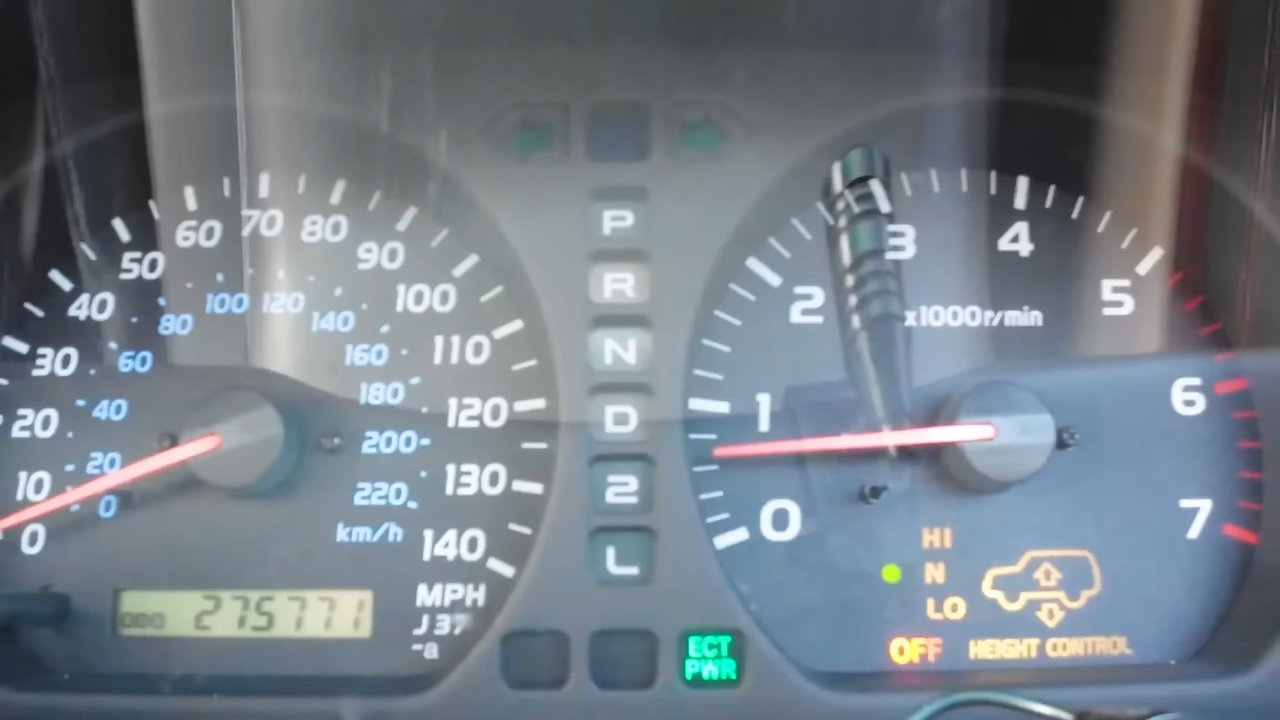 60 70 80
50 90
40 100
30 110
20 120
10 130
0 140
100 120
80 140
60 160
40 180
20 200
0 220
km/h
MPH
J37
-a
ODO 275771
P
R
N
D
2
L
ECT
PWR
3 4
2 5
x1000r/min
1 6
0 7
HI
N
LO
OFF HEIGHT CONTROL